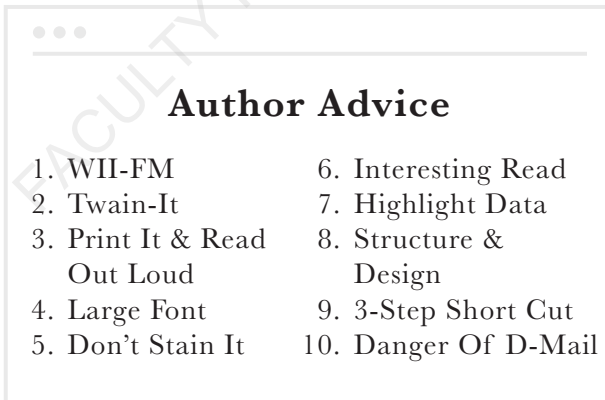 FACULTY
Author Advice
1. WII-FM
2. Twain-It
3. Print It & Read
Out Loud
4. Large Font
5. Don't Stain It
6. Interesting Read
7. Highlight Data
8. Structure &
Design
9. 3-Step Short Cut
10. Danger Of D-Mail